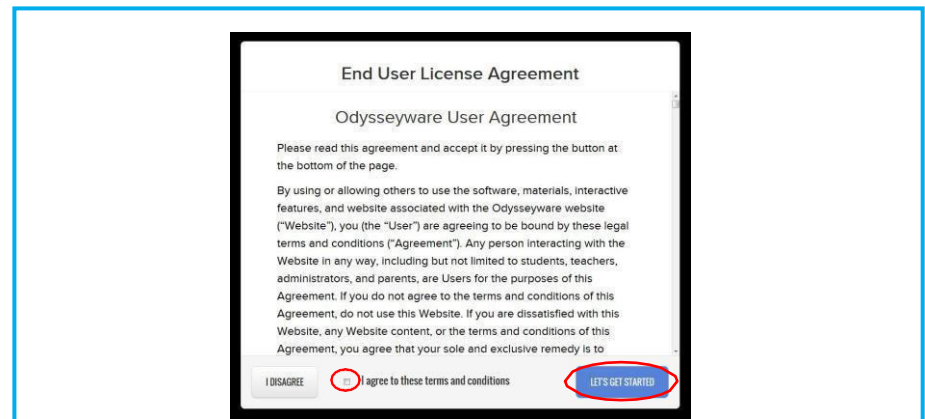 End User License Agreement
Odysseyware User Agreement
Please read this agreement and accept it by pressing the button at
the bottom of the page.
By using or allowing others to use the software, materials, interactive
features, and website associated with the Odysseyware website
(“Website”), you (the “User”) are agreeing to be bound by these legal
terms and conditions (“Agreement”). Any person interacting with the
Website in any way, including but not limited to students, teachers,
administrators, and parents, are Users for the purposes of this
Agreement. If you do not agree to the terms and conditions of this
Agreement, do not use this Website. If you are dissatisfied with this
Website, any Website content, or the terms and conditions of this
Agreement, you agree that your sole and exclusive remedy is to
I DISAGREE I agree to these terms and conditions LET'S GET STARTED